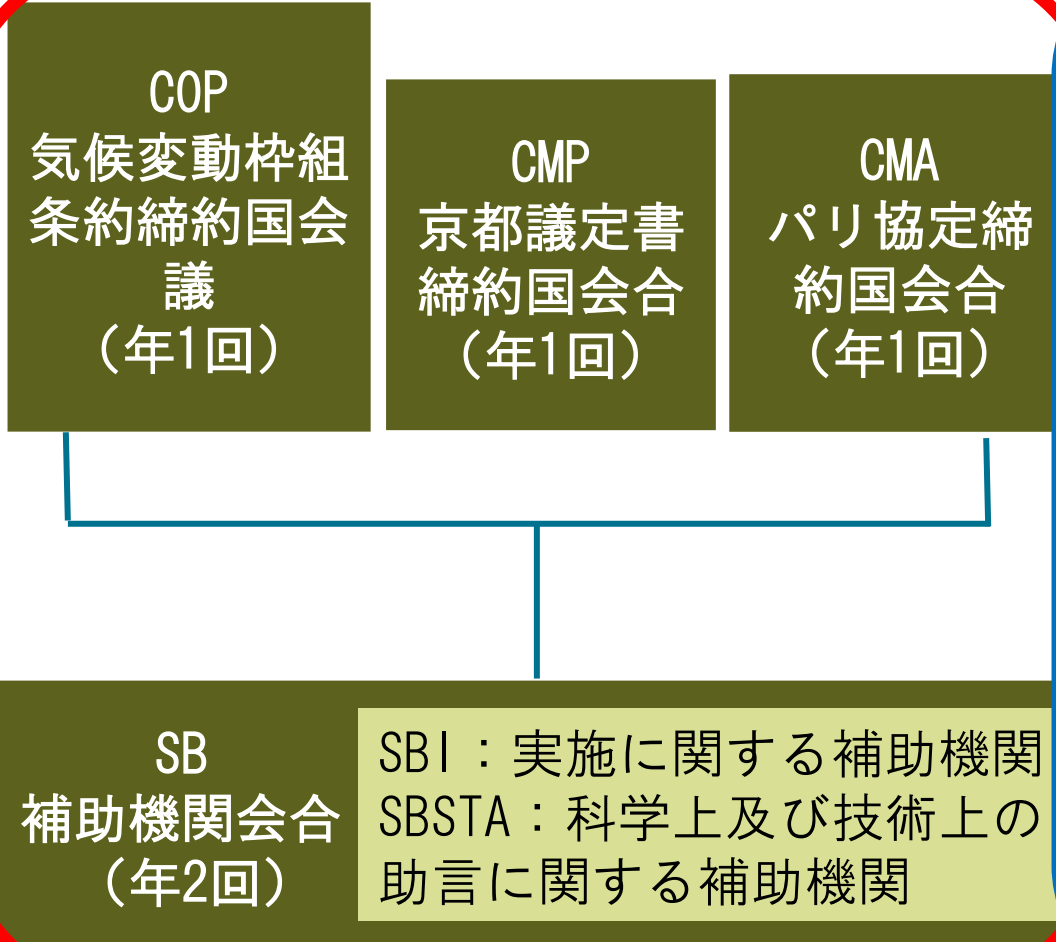 COP
気候変動枠組
条約締約国会
議
（年1回）
CMP
京都議定書
締約国会合
（年1回）
CMA
パリ協定締
約国会合
（年1回）
SB
補助機関会合
（年2回）
SBI：実施に関する補助機関
SBSTA：科学上及び技術上の
助言に関する補助機関